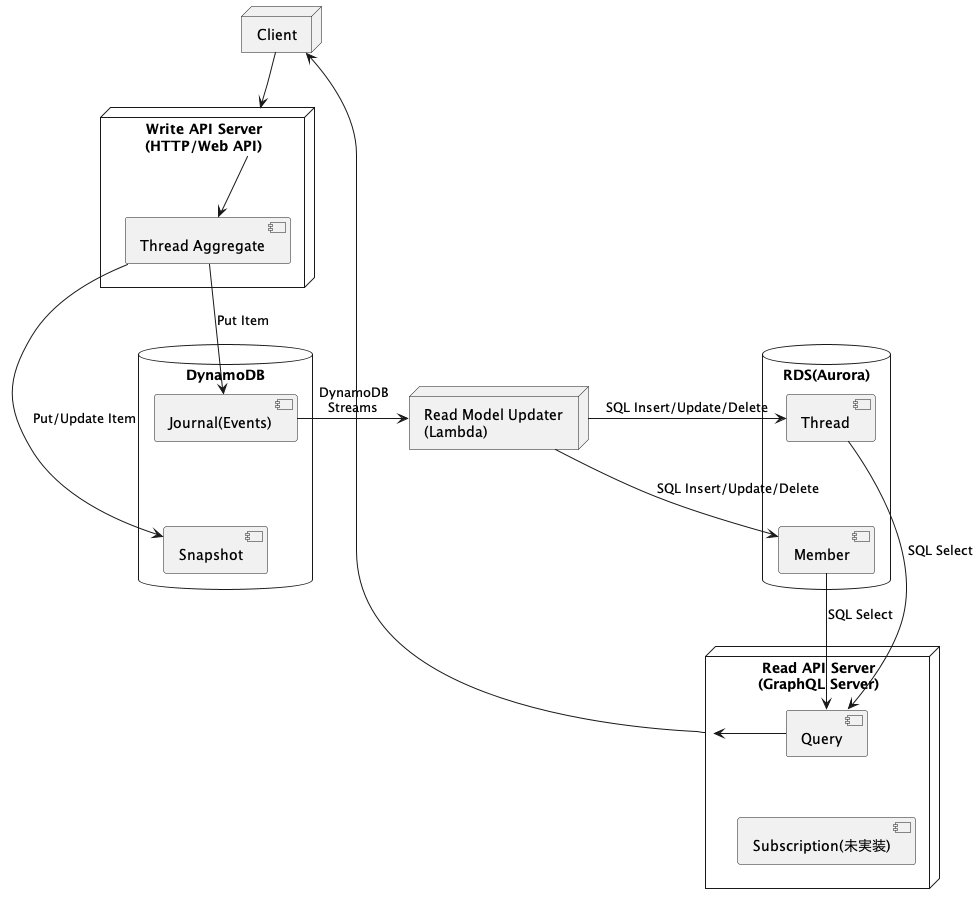 Client
Write API Server
(HTTP/Web API)
Thread Aggregate
Put Item
Put/Update Item
DynamoDB
Journal(Events)
Snapshot
DynamoDB
Streams
Read Model Updater
(Lambda)
SQL Insert/Update/Delete
SQL Insert/Update/Delete
RDS(Aurora)
Thread
Member
SQL Select
SQL Select
Read API Server
(GraphQL Server)
Query
Subscription(未実装)